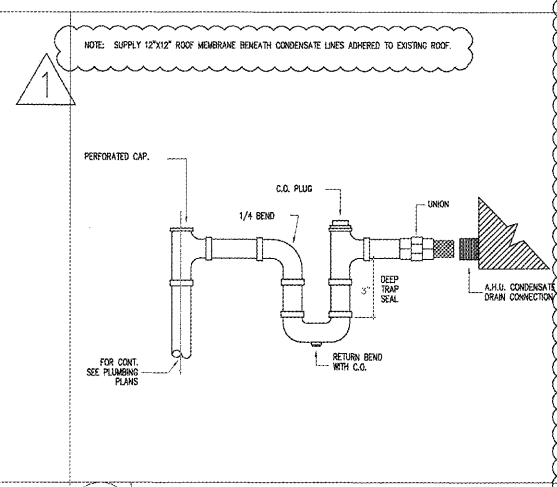 NOTE: SUPPLY 12"X12" ROOF MEMBRANE BENEATH CONDENSATE LINES ADHERED TO EXISTING ROOF.
1
PERFORATED CAP.
C.O. PLUG
1/4 BEND
UNION
3"
DEEP
TRAP
SEAL
A.H.U. CONDENSATE
DRAIN CONNECTION
FOR CONT.
SEE PLUMBING
PLANS
RETURN BEND
WITH C.O.